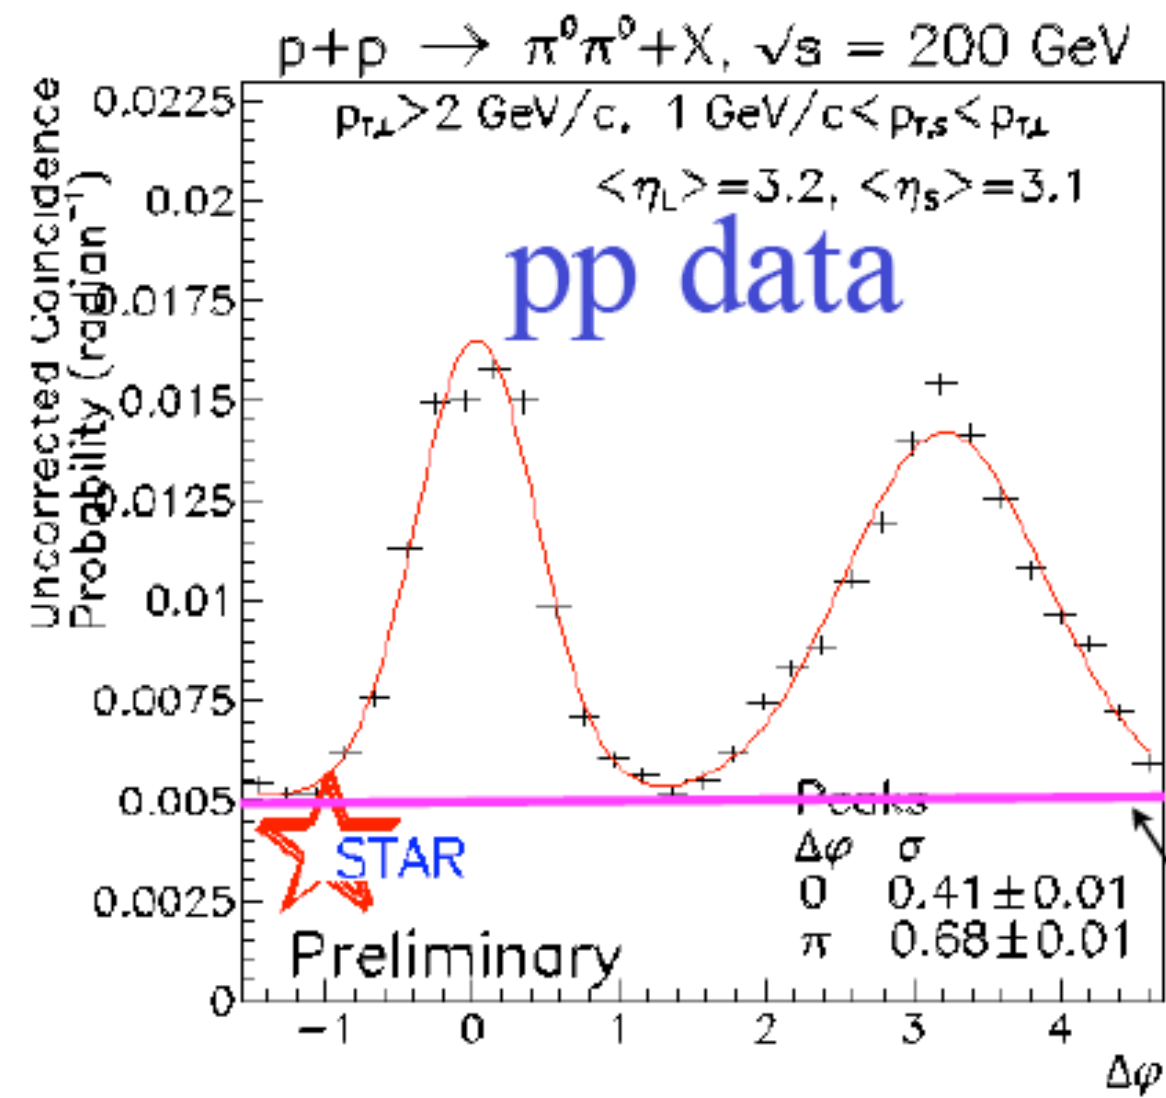 p+p → π⁰π⁰+X, √s = 200 GeV
Uncorrected Coincidence
Probability (radian⁻¹)
p_T,L>2 GeV/c, 1 GeV/c<p_T,S<p_T,L
<η_L>=3.2, <η_S>=3.1
pp data
0.0225
0.02
0.0175
0.015
0.0125
0.01
0.0075
0.005
0.0025
0
Peaks
Δφ σ
0 0.41±0.01
π 0.68±0.01
STAR
Preliminary
−1 0 1 2 3 4
Δφ